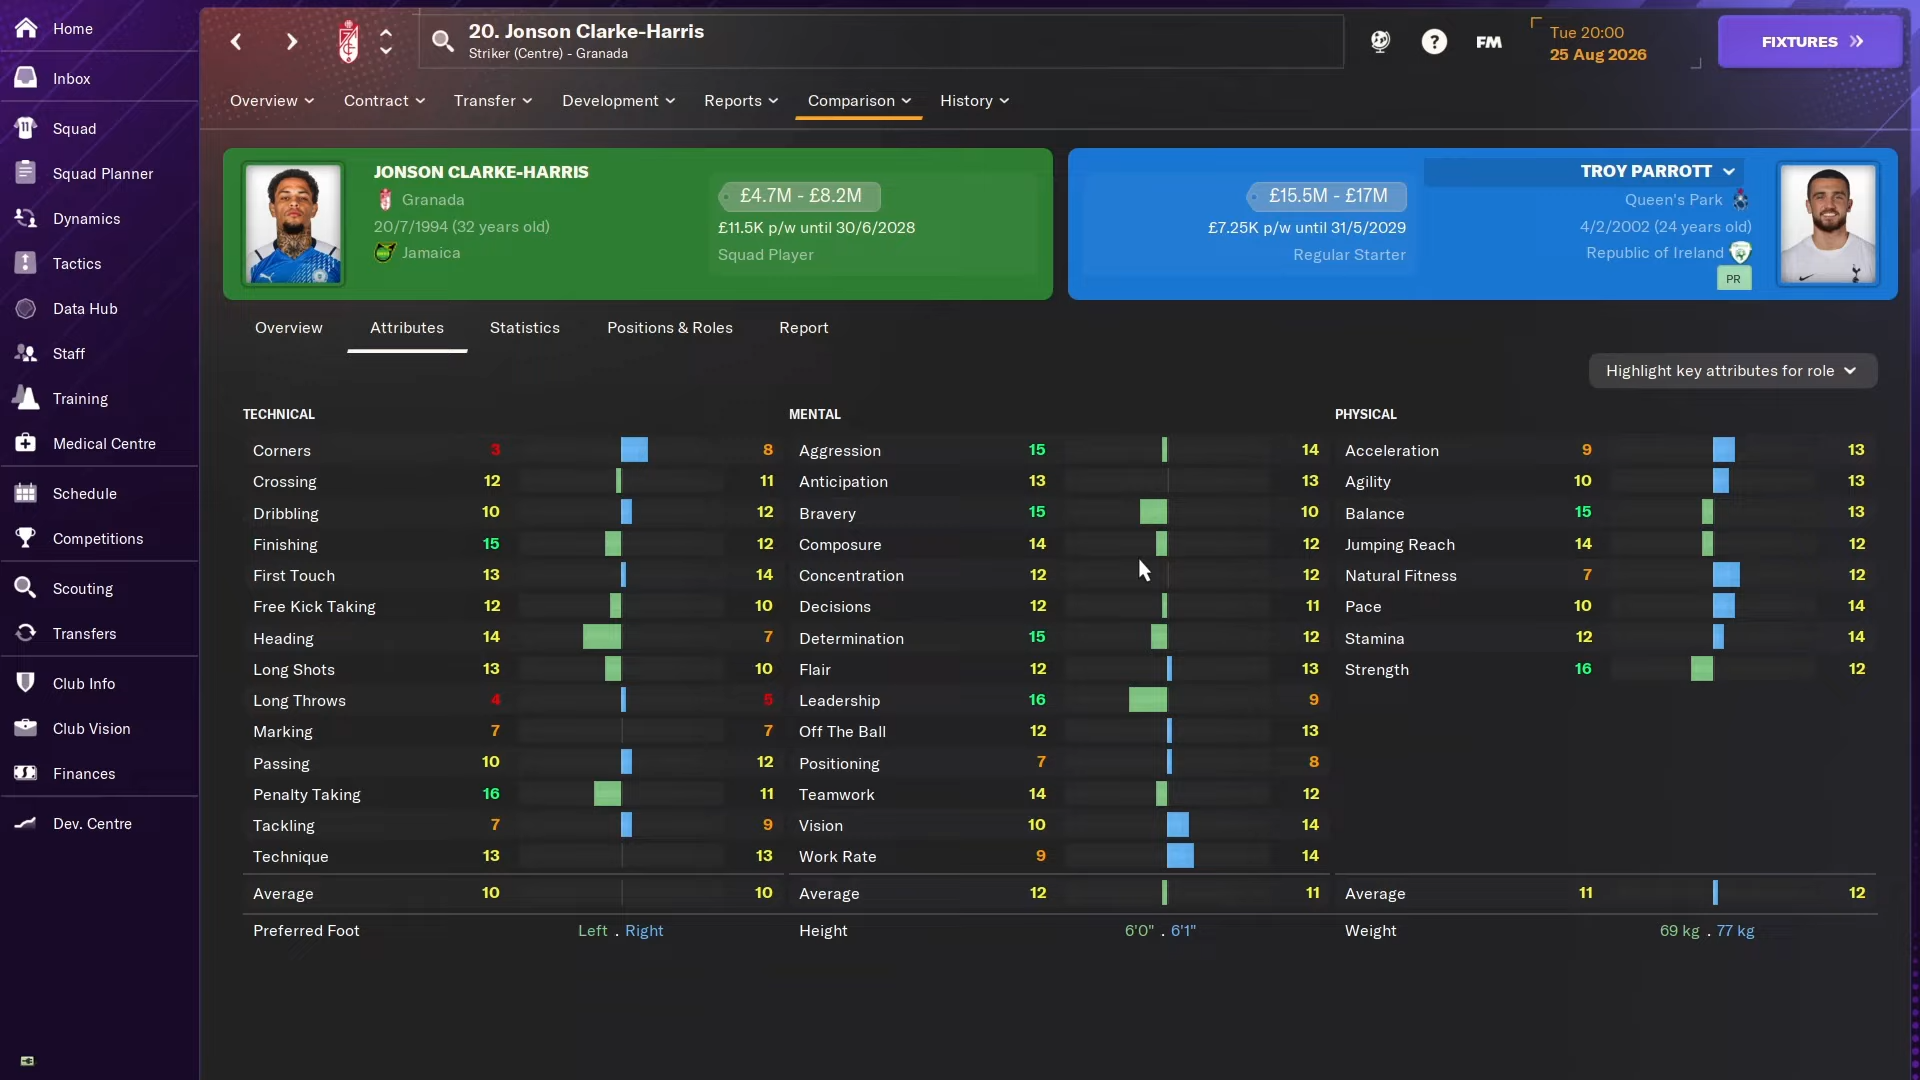 Home
Inbox
Squad
Squad Planner
Dynamics
Tactics
Data Hub
Staff
Training
Medical Centre
Schedule
Competitions
Scouting
Transfers
Club Info
Club Vision
Finances
Dev. Centre
20. Jonson Clarke-Harris
Striker (Centre) - Granada
FM
Tue 20:00
25 Aug 2026
FIXTURES
Overview
Contract
Transfer
Development
Reports
Comparison
History
JONSON CLARKE-HARRIS
Granada
20/7/1994 (32 years old)
Jamaica
£4.7M - £8.2M
£11.5K p/w until 30/6/2028
Squad Player
£15.5M - £17M
£7.25K p/w until 31/5/2029
Regular Starter
TROY PARROTT
Queen's Park
4/2/2002 (24 years old)
Republic of Ireland
PR
Overview
Attributes
Statistics
Positions & Roles
Report
Highlight key attributes for role
TECHNICAL
Corners 3 8
Crossing 12 11
Dribbling 10 12
Finishing 15 12
First Touch 13 14
Free Kick Taking 12 10
Heading 14 7
Long Shots 13 10
Long Throws 4 5
Marking 7 7
Passing 10 12
Penalty Taking 16 11
Tackling 7 9
Technique 13 13
Average 10 10
Preferred Foot Left . Right
MENTAL
Aggression 15 14
Anticipation 13 13
Bravery 15 10
Composure 14 12
Concentration 12 12
Decisions 12 11
Determination 15 12
Flair 12 13
Leadership 16 9
Off The Ball 12 13
Positioning 7 8
Teamwork 14 12
Vision 10 14
Work Rate 9 14
Average 12 11
Height 6'0" . 6'1"
PHYSICAL
Acceleration 9 13
Agility 10 13
Balance 15 13
Jumping Reach 14 12
Natural Fitness 7 12
Pace 10 14
Stamina 12 14
Strength 16 12
Average 11 12
Weight 69 kg . 77 kg